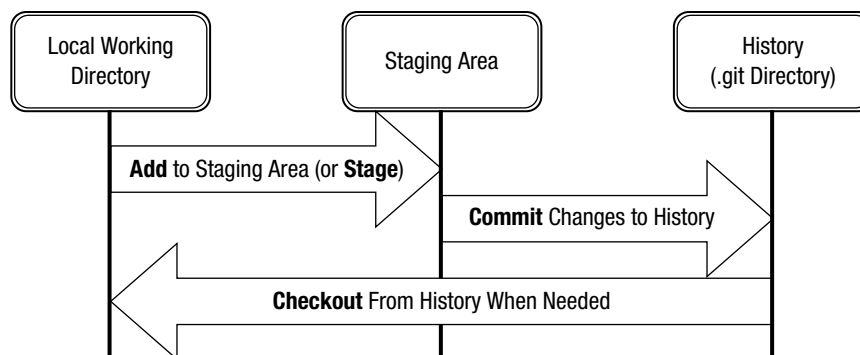 Local Working
Directory
Staging Area
History
(.git Directory)
Add to Staging Area (or Stage)
Commit Changes to History
Checkout From History When Needed